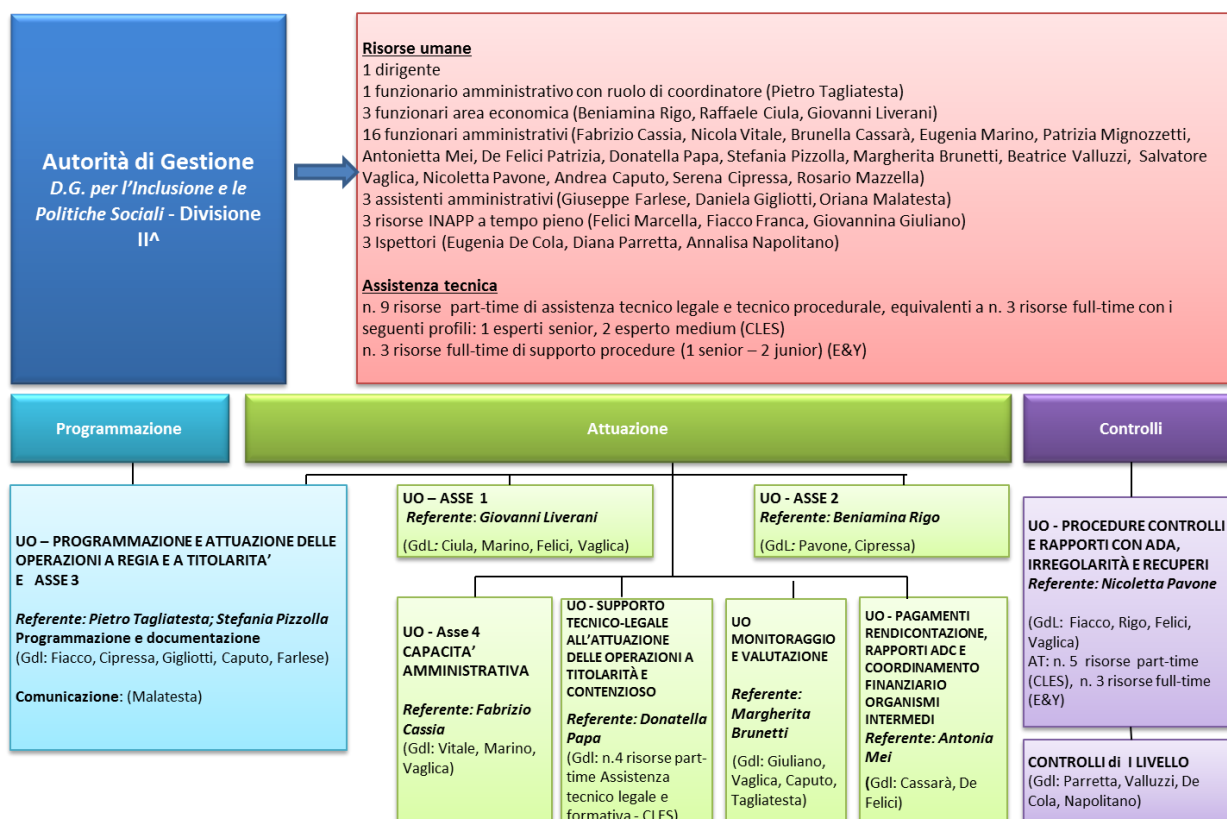 Autorità di Gestione
D.G. per l'Inclusione e le
Politiche Sociali - Divisione
II^
Risorse umane
1 dirigente
1 funzionario amministrativo con ruolo di coordinatore (Pietro Tagliatesta)
3 funzionari area economica (Beniamina Rigo, Raffaele Ciula, Giovanni Liverani)
16 funzionari amministrativi (Fabrizio Cassia, Nicola Vitale, Brunella Cassarà, Eugenia Marino, Patrizia Mignozzetti,
Antonietta Mei, De Felici Patrizia, Donatella Papa, Stefania Pizzolla, Margherita Brunetti, Beatrice Valluzzi, Salvatore
Vaglica, Nicoletta Pavone, Andrea Caputo, Serena Cipressa, Rosario Mazzella)
3 assistenti amministrativi (Giuseppe Farlese, Daniela Gigliotti, Oriana Malatesta)
3 risorse INAPP a tempo pieno (Felici Marcella, Fiacco Franca, Giovannina Giuliano)
3 Ispettori (Eugenia De Cola, Diana Parretta, Annalisa Napolitano)
Assistenza tecnica
n. 9 risorse part-time di assistenza tecnico legale e tecnico procedurale, equivalenti a n. 3 risorse full-time con i
seguenti profili: 1 esperti senior, 2 esperto medium (CLES)
n. 3 risorse full-time di supporto procedure (1 senior – 2 junior) (E&Y)
Programmazione
Attuazione
Controlli
UO – PROGRAMMAZIONE E ATTUAZIONE DELLE
OPERAZIONI A REGIA E A TITOLARITA'
E ASSE 3
Referente: Pietro Tagliatesta; Stefania Pizzolla
Programmazione e documentazione
(Gdl: Fiacco, Cipressa, Gigliotti, Caputo, Farlese)
Comunicazione: (Malatesta)
UO – ASSE 1
Referente: Giovanni Liverani
(GdL: Ciula, Marino, Felici, Vaglica)
UO - ASSE 2
Referente: Beniamina Rigo
(GdL: Pavone, Cipressa)
UO - Asse 4
CAPACITA'
AMMINISTRATIVA
Referente: Fabrizio
Cassia
(Gdl: Vitale, Marino,
Vaglica)
UO - SUPPORTO
TECNICO-LEGALE
ALL'ATTUAZIONE
DELLE OPERAZIONI A
TITOLARITÀ E
CONTENZIOSO
Referente: Donatella
Papa
(Gdl: n.4 risorse part-
time Assistenza
tecnico legale e
formativa - CLES)
UO
MONITORAGGIO
E VALUTAZIONE
Referente:
Margherita
Brunetti
(Gdl: Giuliano,
Vaglica, Caputo,
Tagliatesta)
UO - PAGAMENTI
RENDICONTAZIONE,
RAPPORTI ADC E
COORDINAMENTO
FINANZIARIO
ORGANISMI
INTERMEDI
Referente: Antonia
Mei
(Gdl: Cassarà, De
Felici)
UO - PROCEDURE CONTROLLI
E RAPPORTI CON ADA,
IRREGOLARITÀ E RECUPERI
Referente: Nicoletta Pavone
(GdL: Fiacco, Rigo, Felici,
Vaglica)
AT: n. 5 risorse part-time
(CLES), n. 3 risorse full-time
(E&Y)
CONTROLLI di I LIVELLO
(Gdl: Parretta, Valluzzi, De
Cola, Napolitano)